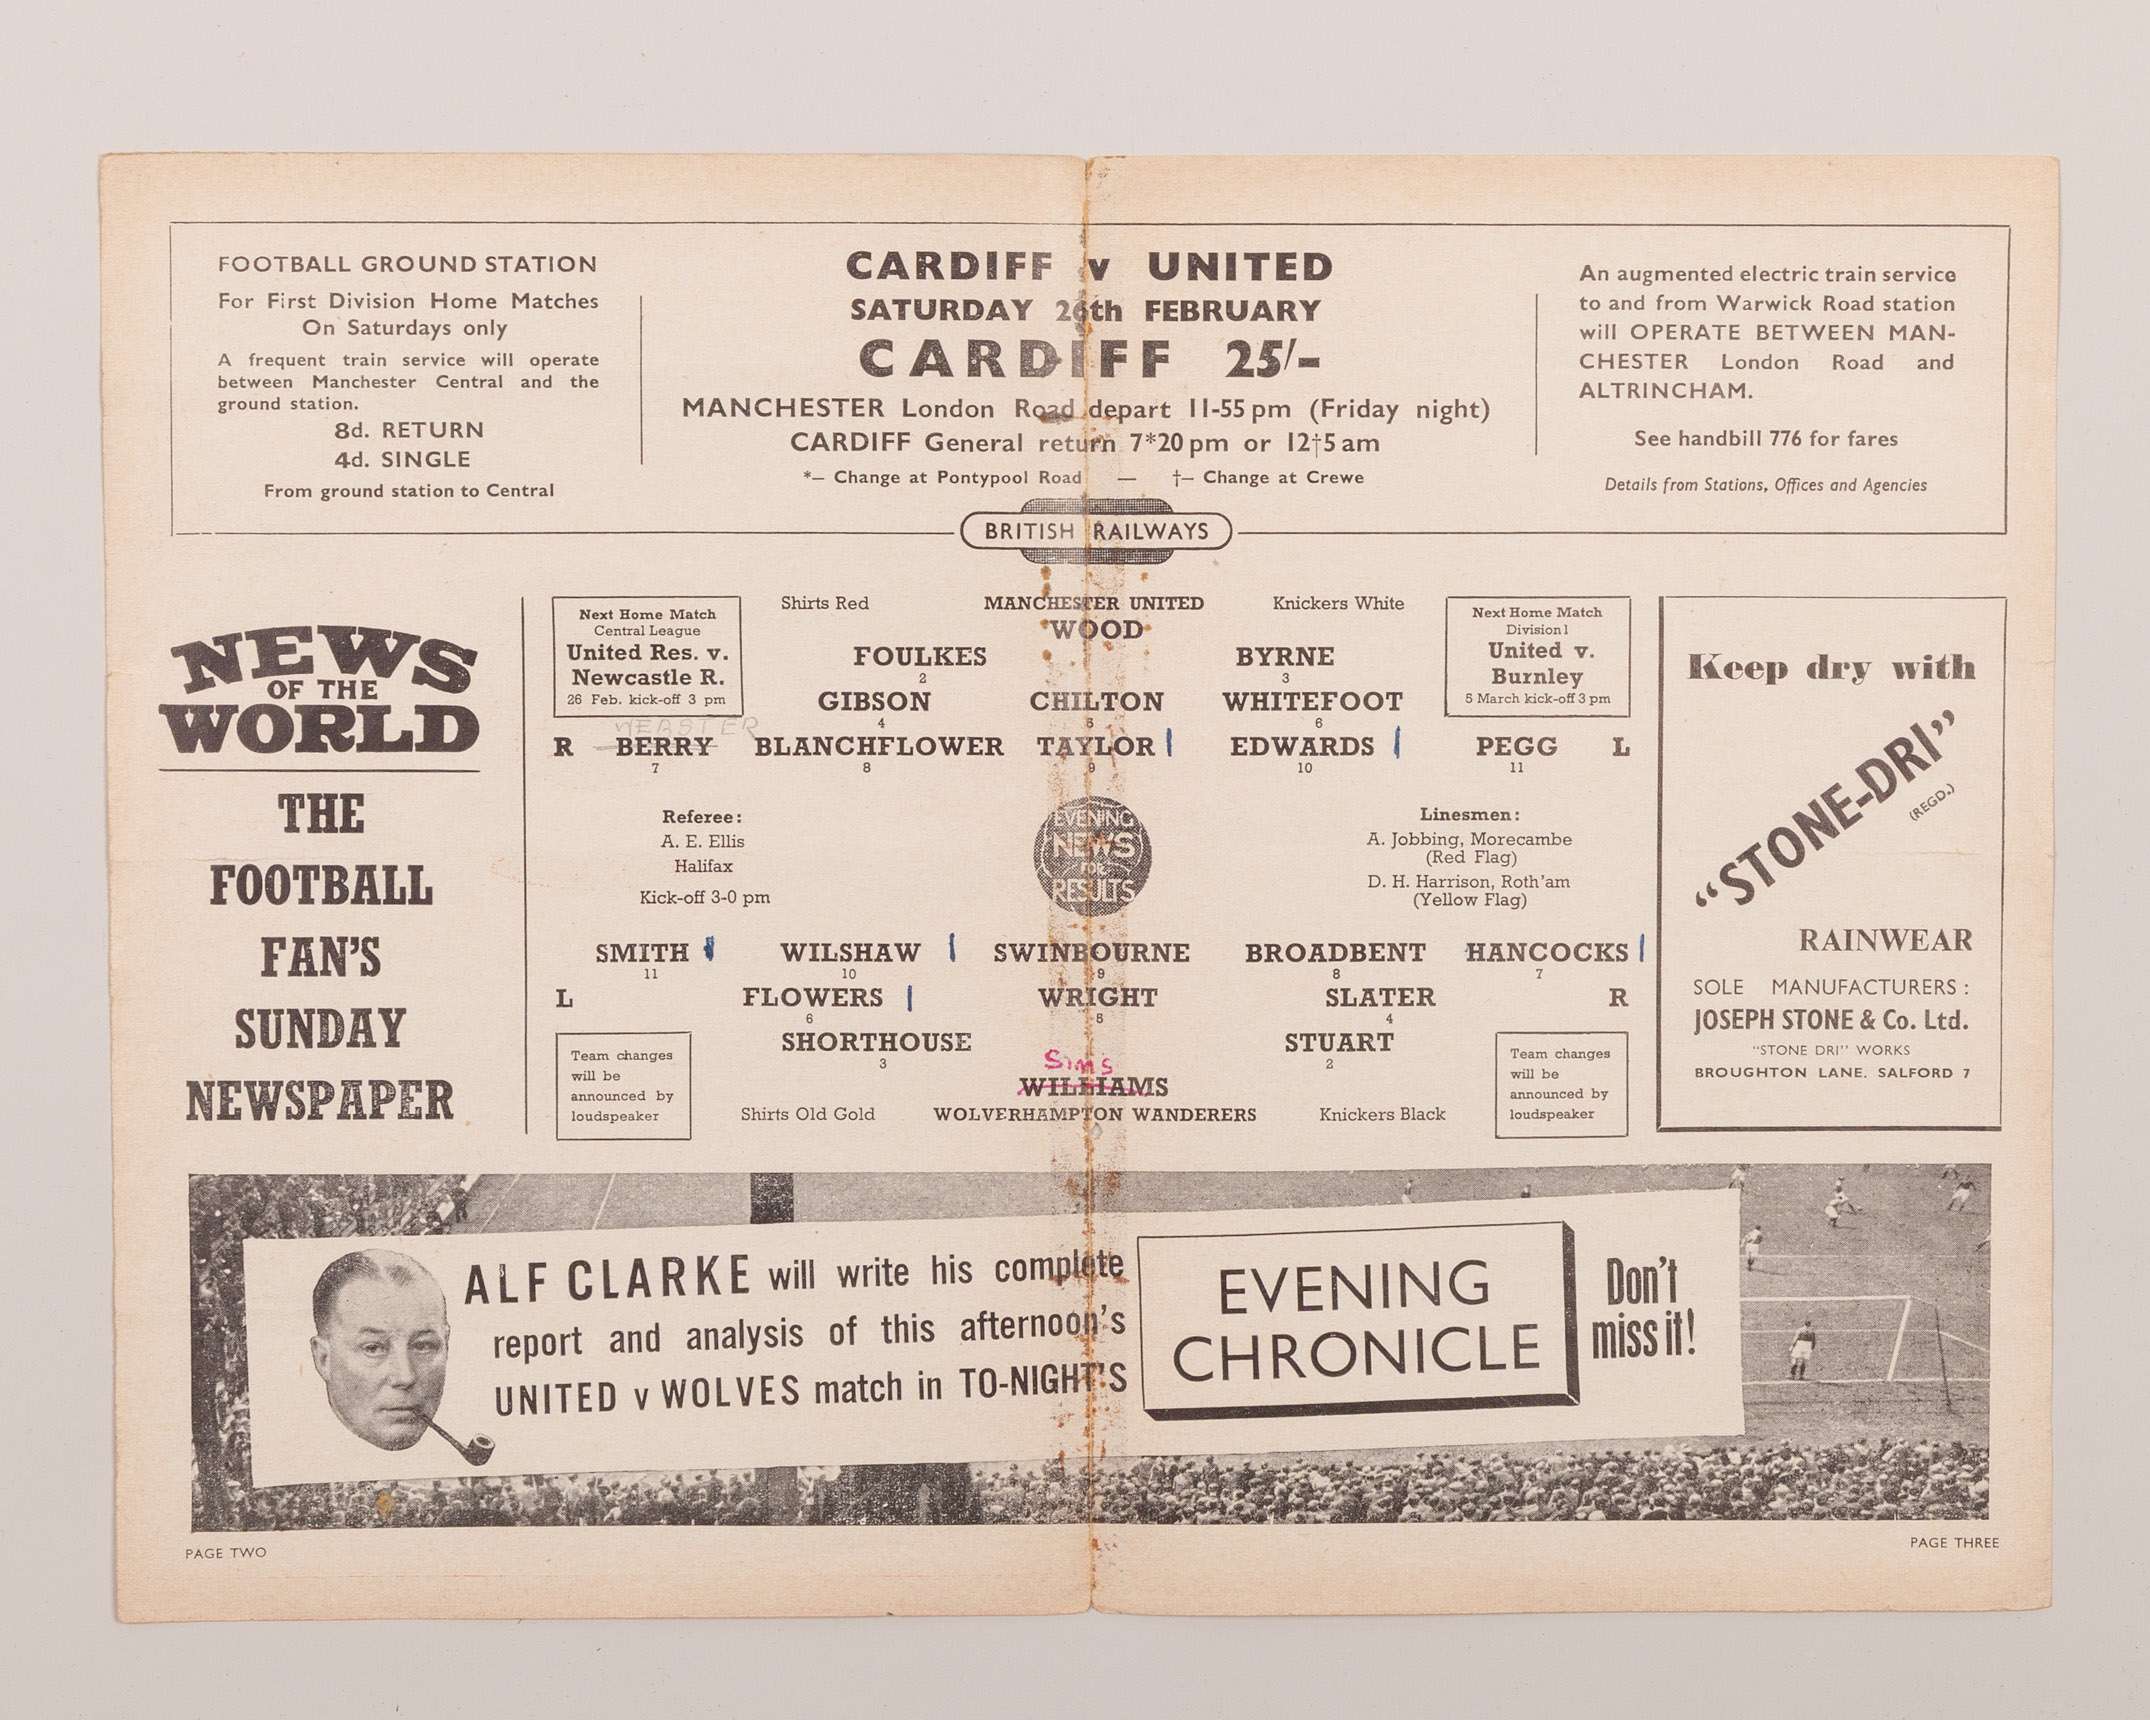 FOOTBALL GROUND STATION
For First Division Home Matches
On Saturdays only
A frequent train service will operate
between Manchester Central and the
ground station.
8d. RETURN
4d. SINGLE
From ground station to Central
CARDIFF v UNITED
SATURDAY 26th FEBRUARY
CARDIFF 25/-
MANCHESTER London Road depart 11-55 pm (Friday night)
CARDIFF General return 7*20 pm or 12†5 am
*— Change at Pontypool Road — †— Change at Crewe
An augmented electric train service
to and from Warwick Road station
will OPERATE BETWEEN MAN-
CHESTER London Road and
ALTRINCHAM.
See handbill 776 for fares
Details from Stations, Offices and Agencies
BRITISH RAILWAYS
NEWS
OF THE
WORLD
THE
FOOTBALL
FAN'S
SUNDAY
NEWSPAPER
Next Home Match
Central League
United Res. v.
Newcastle R.
26 Feb. kick-off 3 pm
Shirts Red MANCHESTER UNITED Knickers White
WOOD
FOULKES BYRNE
2 3
GIBSON CHILTON WHITEFOOT
4 5 6
WEBSTER
R BERRY BLANCHFLOWER TAYLOR EDWARDS PEGG L
7 8 9 10 11
Next Home Match
Division 1
United v.
Burnley
5 March kick-off 3 pm
Referee:
A. E. Ellis
Halifax
Kick-off 3-0 pm
EVENING
NEWS
FOR
RESULTS
Linesmen:
A. Jobbing, Morecambe
(Red Flag)
D. H. Harrison, Roth'am
(Yellow Flag)
SMITH WILSHAW SWINBOURNE BROADBENT HANCOCKS
11 10 9 8 7
L FLOWERS WRIGHT SLATER R
6 5 4
SHORTHOUSE STUART
3 2
Sims
WILLIAMS
Shirts Old Gold WOLVERHAMPTON WANDERERS Knickers Black
Team changes
will be
announced by
loudspeaker
Team changes
will be
announced by
loudspeaker
Keep dry with
"STONE-DRI"
(REGD.)
RAINWEAR
SOLE MANUFACTURERS:
JOSEPH STONE & Co. Ltd.
"STONE DRI" WORKS
BROUGHTON LANE. SALFORD 7
ALF CLARKE will write his complete
report and analysis of this afternoon's
UNITED v WOLVES match in TO-NIGHT'S
EVENING
CHRONICLE
Don't
miss it!
PAGE TWO
PAGE THREE